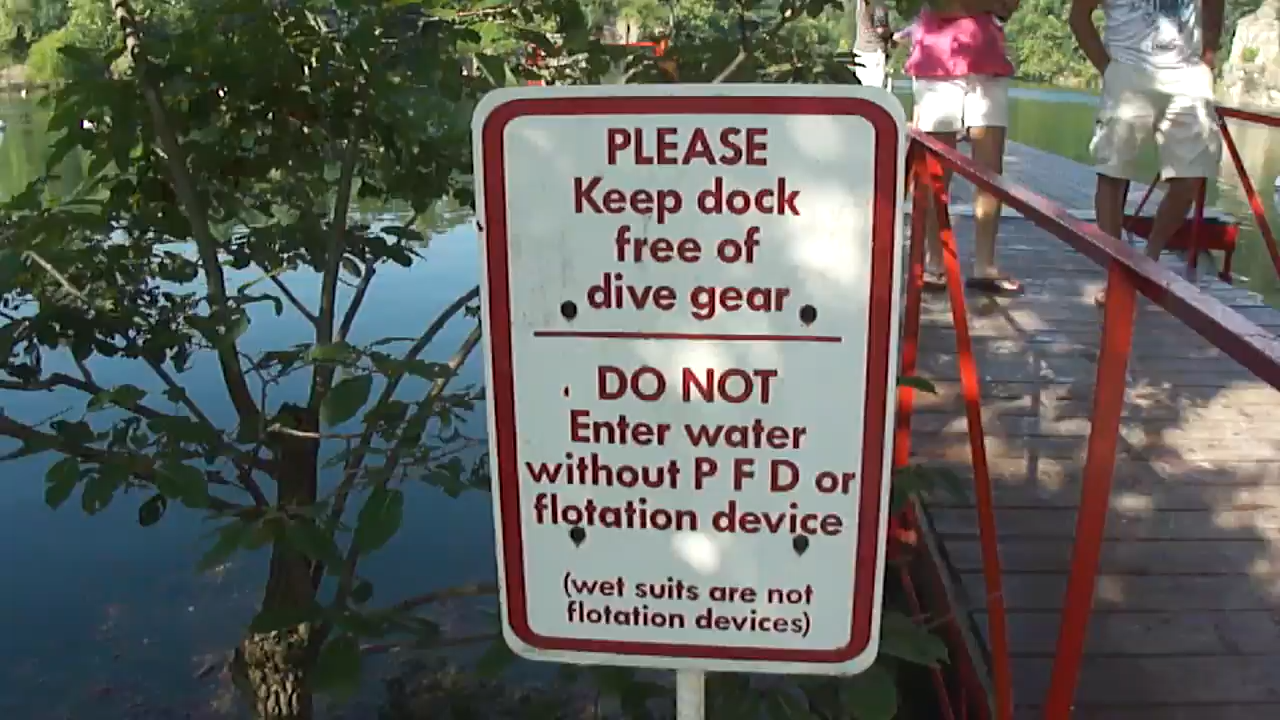 PLEASE
Keep dock
free of
dive gear
DO NOT
Enter water
without P F D or
flotation device
(wet suits are not
flotation devices)